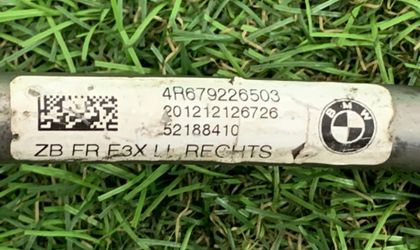 4R679226503
201212126726
52188410
BMW
ZB FR F3X LL RECHTS